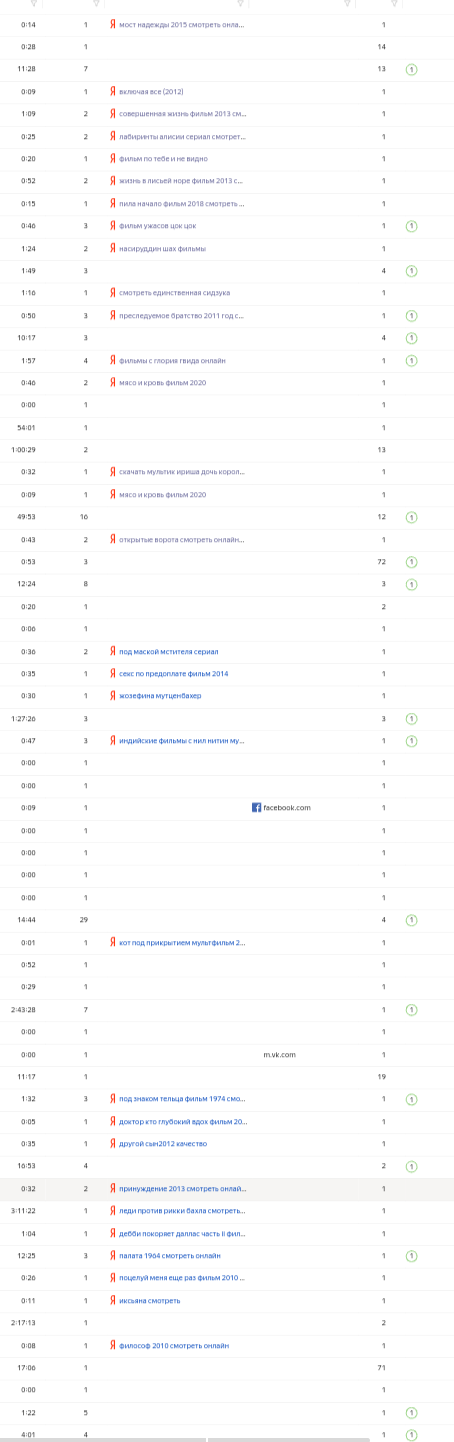 0:14 1 Я мост надежды 2015 смотреть онла... 1
0:28 1 14
11:28 7 13 1
0:09 1 Я включая все (2012) 1
1:09 2 Я совершенная жизнь фильм 2013 см... 1
0:25 2 Я лабиринты алисии сериал смотрет... 1
0:20 1 Я фильм по тебе и не видно 1
0:52 2 Я жизнь в лисьей норе фильм 2013 с... 1
0:15 1 Я пила начало фильм 2018 смотреть ... 1
0:46 3 Я фильм ужасов цок цок 1 1
1:24 2 Я насируддин шах фильмы 1
1:49 3 4 1
1:16 1 Я смотреть единственная сидзука 1
0:50 3 Я преследуемое братство 2011 год с... 1 1
10:17 3 4 1
1:57 4 Я фильмы с глория гвида онлайн 1 1
0:46 2 Я мясо и кровь фильм 2020 1
0:00 1 1
54:01 1 1
1:00:29 2 13
0:32 1 Я скачать мультик ириша дочь корол... 1
0:09 1 Я мясо и кровь фильм 2020 1
49:53 16 12 1
0:43 2 Я открытые ворота смотреть онлайн... 1
0:53 3 72 1
12:24 8 3 1
0:20 1 2
0:06 1 1
0:36 2 Я под маской мстителя сериал 1
0:35 1 Я секс по предоплате фильм 2014 1
0:30 1 Я жозефина мутценбахер 1
1:27:26 3 3 1
0:47 3 Я индийские фильмы с нил нитин му... 1 1
0:00 1 1
0:00 1 1
0:09 1 facebook.com 1
0:00 1 1
0:00 1 1
0:00 1 1
0:00 1 1
14:44 29 4 1
0:01 1 Я кот под прикрытием мультфильм 2... 1
0:52 1 1
0:29 1 1
2:43:28 7 1 1
0:00 1 1
0:00 1 m.vk.com 1
11:17 1 19
1:32 3 Я под знаком тельца фильм 1974 смо... 1 1
0:05 1 Я доктор кто глубокий вдох фильм 20... 1
0:35 1 Я другой сын2012 качество 1
16:53 4 2 1
0:32 2 Я принуждение 2013 смотреть онлай... 1
3:11:22 1 Я леди против рикки бахла смотреть... 1
1:04 1 Я дебби покоряет даллас часть ii фил... 1
12:25 3 Я палата 1964 смотреть онлайн 1 1
0:26 1 Я поцелуй меня еще раз фильм 2010 ... 1
0:11 1 Я иксьяна смотреть 1
2:17:13 1 2
0:08 1 Я философ 2010 смотреть онлайн 1
17:06 1 71
0:00 1 1
1:22 5 1 1
4:01 4 1 1